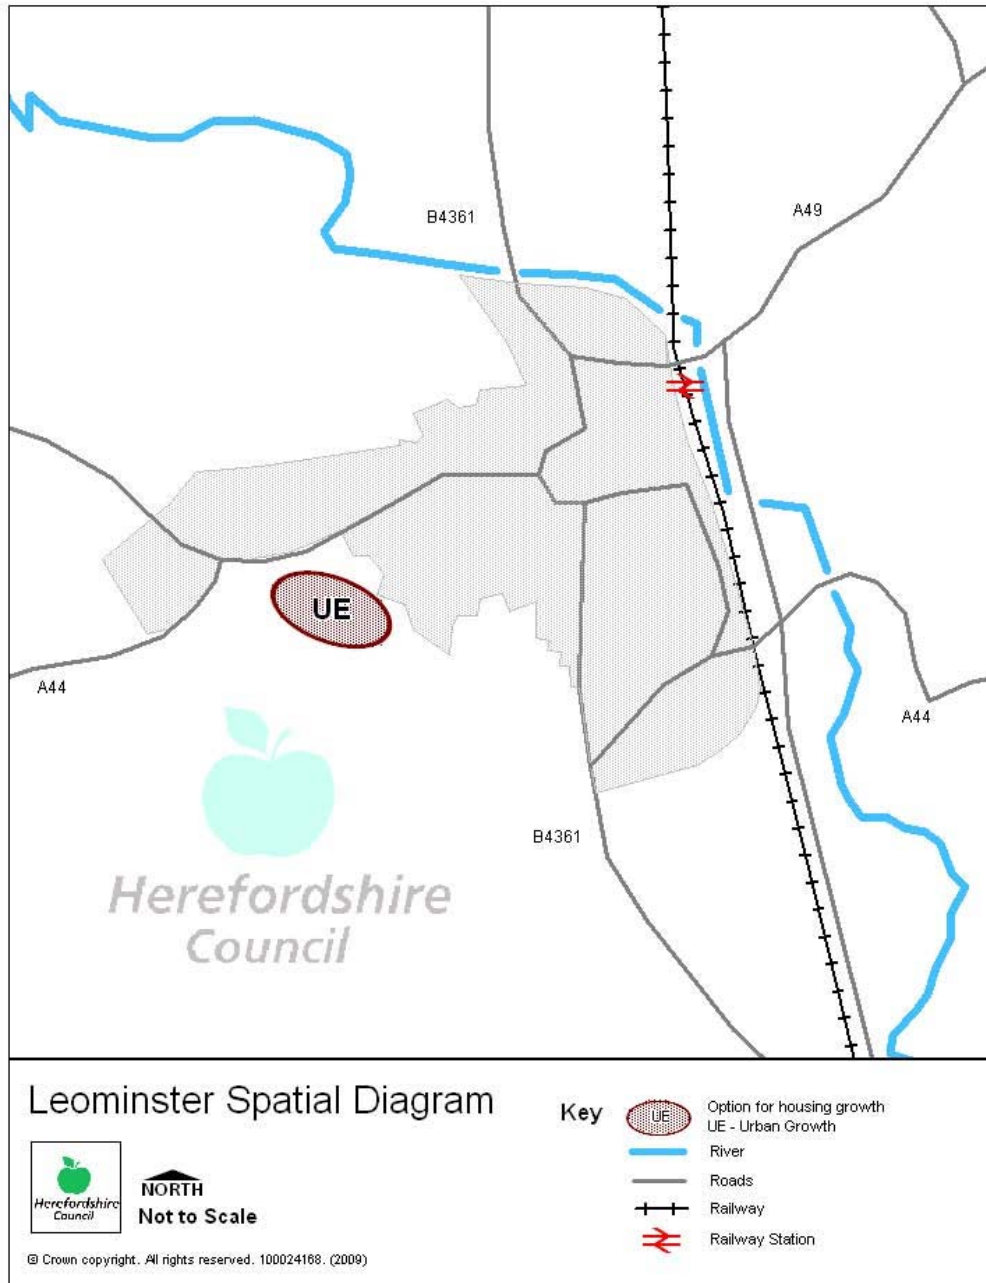 B4361
A49
UE
A44
A44
B4361
Herefordshire
Council
Leominster Spatial Diagram
Key
UE
Option for housing growth
UE - Urban Growth
River
Roads
Railway
Railway Station
Herefordshire
Council
NORTH
Not to Scale
© Crown copyright. All rights reserved. 100024168. (2009)